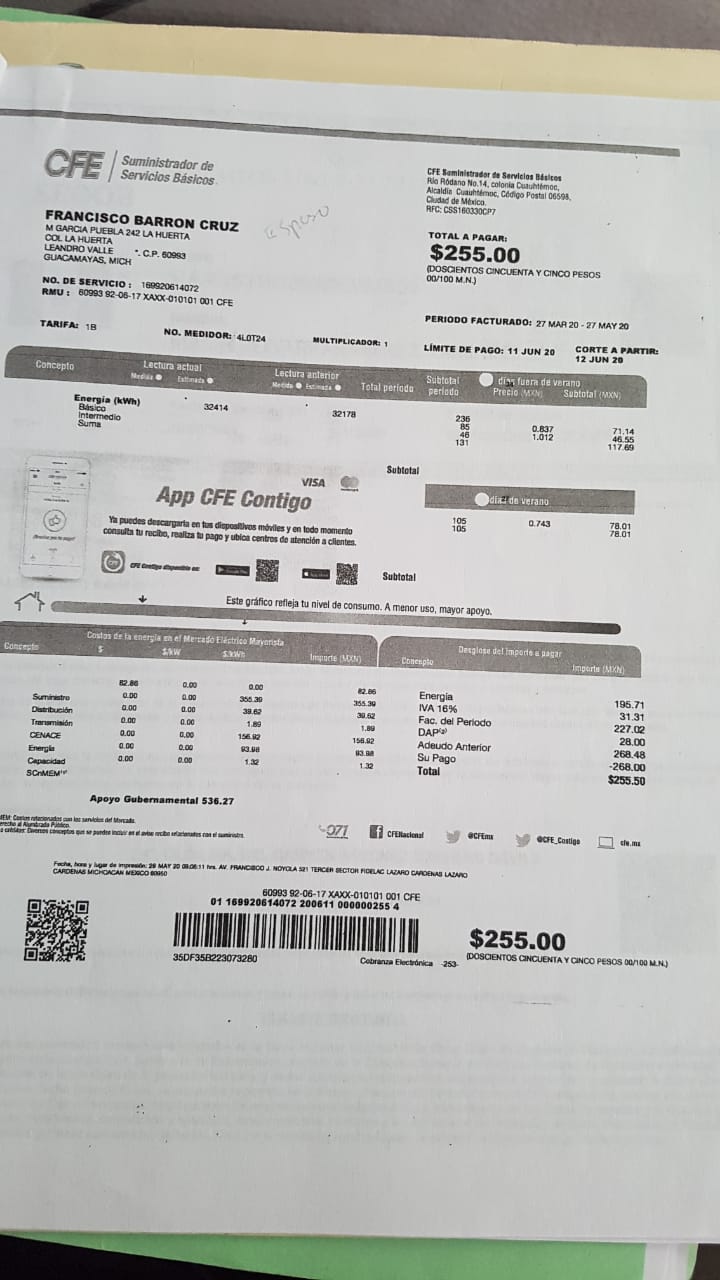 CFE Suministrador de
Servicios Básicos
CFE Suministrador de Servicios Básicos
Río Ródano No.14, colonia Cuauhtémoc,
Alcaldía Cuauhtémoc, Código Postal 06598,
Ciudad de México.
RFC: CSS160330CP7
FRANCISCO BARRON CRUZ
esposo
M GARCIA PUEBLA 242 LA HUERTA
COL LA HUERTA
LEANDRO VALLE *. C.P. 60993
GUACAMAYAS, MICH
TOTAL A PAGAR:
$255.00
(DOSCIENTOS CINCUENTA Y CINCO PESOS
00/100 M.N.)
NO. DE SERVICIO : 169920614072
RMU : 60993 92-06-17 XAXX-010101 001 CFE
PERIODO FACTURADO: 27 MAR 20 - 27 MAY 20
TARIFA: 1B NO. MEDIDOR: 4L0T24 MULTIPLICADOR: 1
LÍMITE DE PAGO: 11 JUN 20 CORTE A PARTIR:
12 JUN 20
Concepto Lectura actual Lectura anterior Total periodo Subtotal periodo días fuera de verano
Medida Estimada Medida Estimada Precio (MXN) Subtotal (MXN)
Energía (kWh) 32414 32178 236
Básico 85 0.837 71.14
Intermedio 46 1.012 46.55
Suma 131 117.69
Subtotal
VISA
App CFE Contigo
días de verano
Ya puedes descargarla en tus dispositivos móviles y en todo momento
consulta tu recibo, realiza tu pago y ubica centros de atención a clientes.
105 0.743 78.01
105 78.01
CFE Contigo disponible en:
Subtotal
Este gráfico refleja tu nivel de consumo. A menor uso, mayor apoyo.
Costos de la energía en el Mercado Eléctrico Mayorista
Concepto $ $/kW $/kWh Importe (MXN)
Suministro 82.86 0.00 0.00 82.86
Distribución 0.00 0.00 355.39 355.39
Transmisión 0.00 0.00 39.62 39.62
CENACE 0.00 0.00 1.89 1.89
Energía 0.00 0.00 156.92 156.92
Capacidad 0.00 0.00 93.98 93.98
SCnMEM 0.00 0.00 1.32 1.32
Desglose del importe a pagar
Concepto Importe (MXN)
Energía 195.71
IVA 16% 31.31
Fac. del Periodo 227.02
DAP(2) 28.00
Adeudo Anterior 268.48
Su Pago -268.00
Total $255.50
Apoyo Gubernamental 536.27
MEM: Costos relacionados con los servicios del Mercado.
071 CFENacional @CFEmx @CFE_Contigo cfe.mx
Fecha, hora y lugar de impresión: 28 MAY 20 09:06:11 hrs. AV. FRANCISCO J. NOYOLA 521 TERCER SECTOR FIDELAC LAZARO CARDENAS LAZARO
CARDENAS MICHOACAN MEXICO 60950
60993 92-06-17 XAXX-010101 001 CFE
01 169920614072 200611 000000255 4
35DF35B223073280
Cobranza Electrónica -253-
$255.00
(DOSCIENTOS CINCUENTA Y CINCO PESOS 00/100 M.N.)